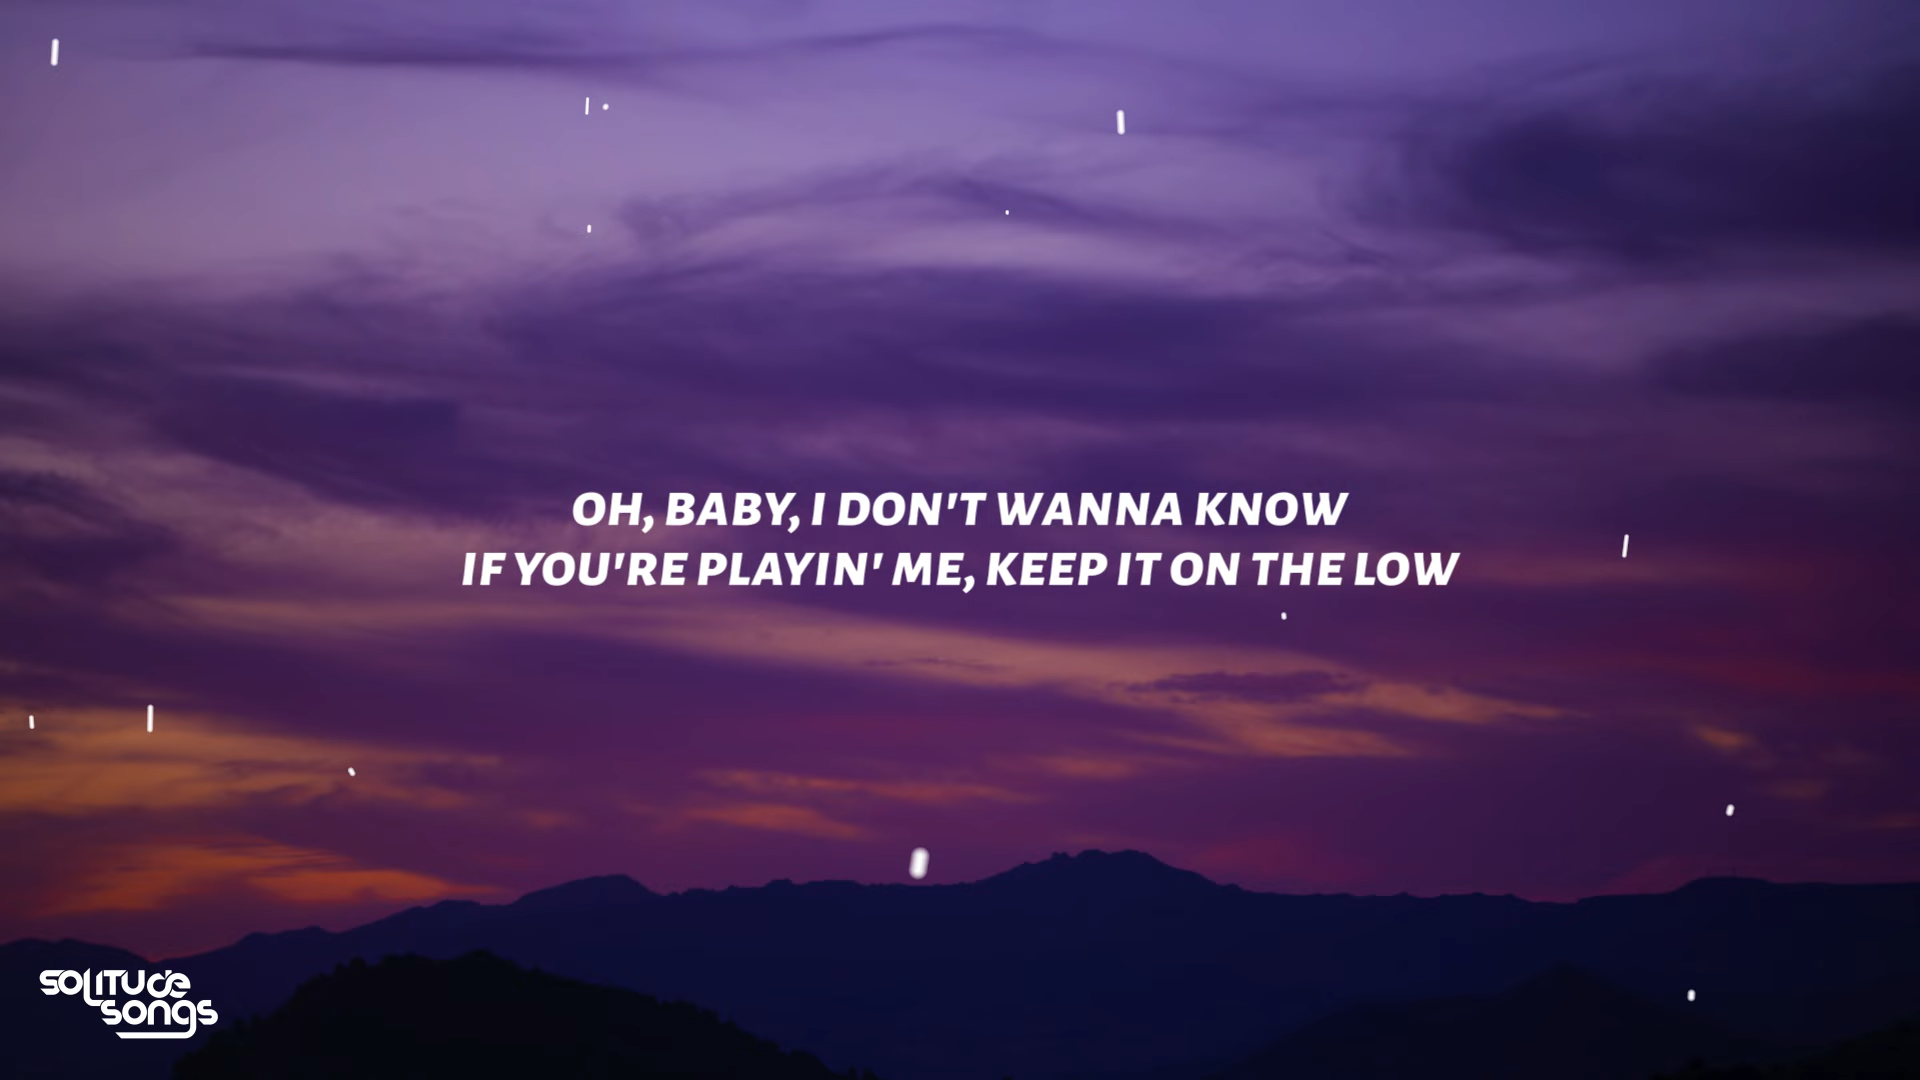 OH, BABY, I DON'T WANNA KNOW
IF YOU'RE PLAYIN' ME, KEEP IT ON THE LOW
SOLITUDE
SONGS